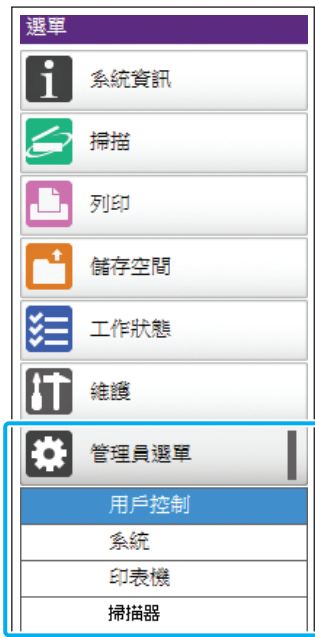 選單
系統資訊
掃描
列印
儲存空間
工作狀態
維護
管理員選單
用戶控制
系統
印表機
掃描器